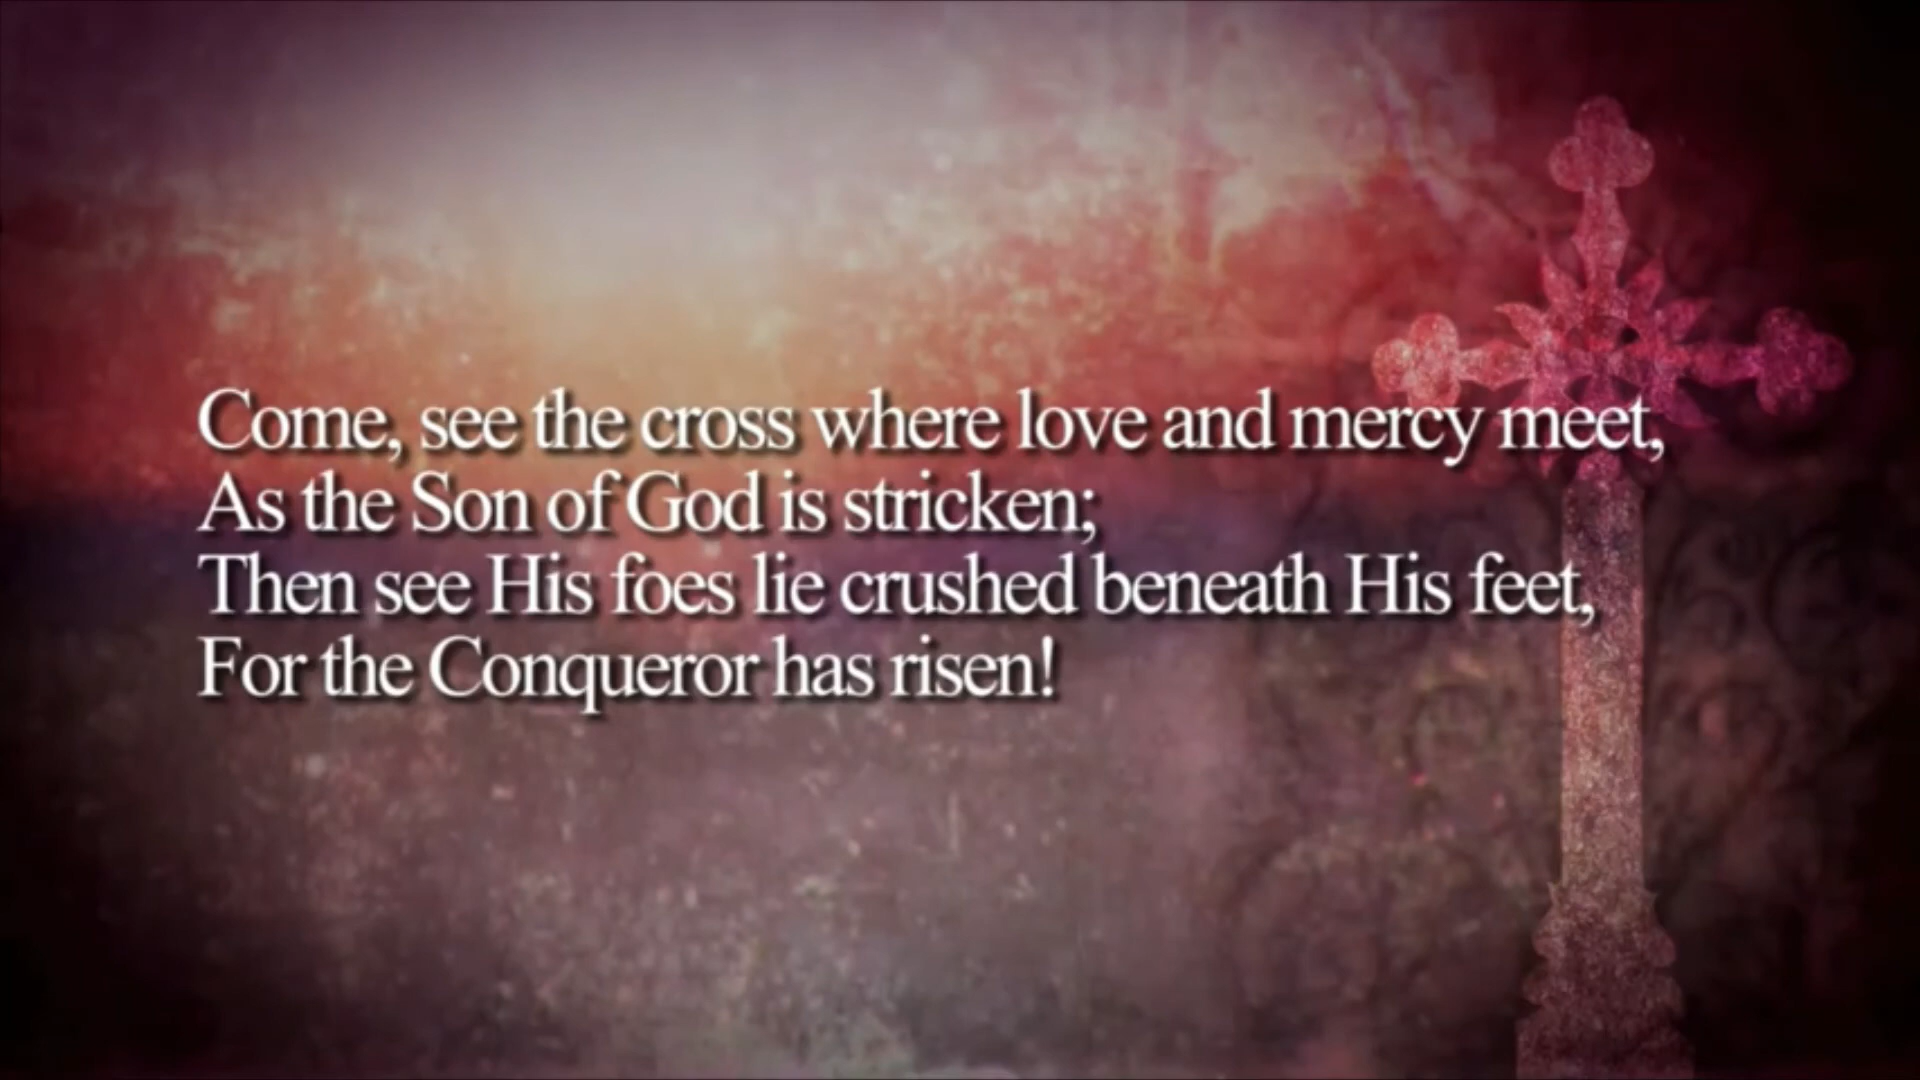 Come, see the cross where love and mercy meet,
As the Son of God is stricken;
Then see His foes lie crushed beneath His feet,
For the Conqueror has risen!